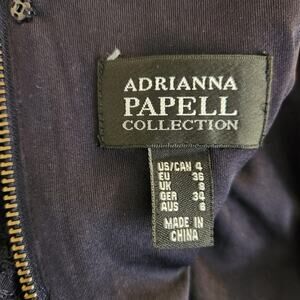 ADRIANNA
PAPELL
COLLECTION
US/CAN 4
EU 36
UK 8
GER 34
AUS 8
MADE IN
CHINA